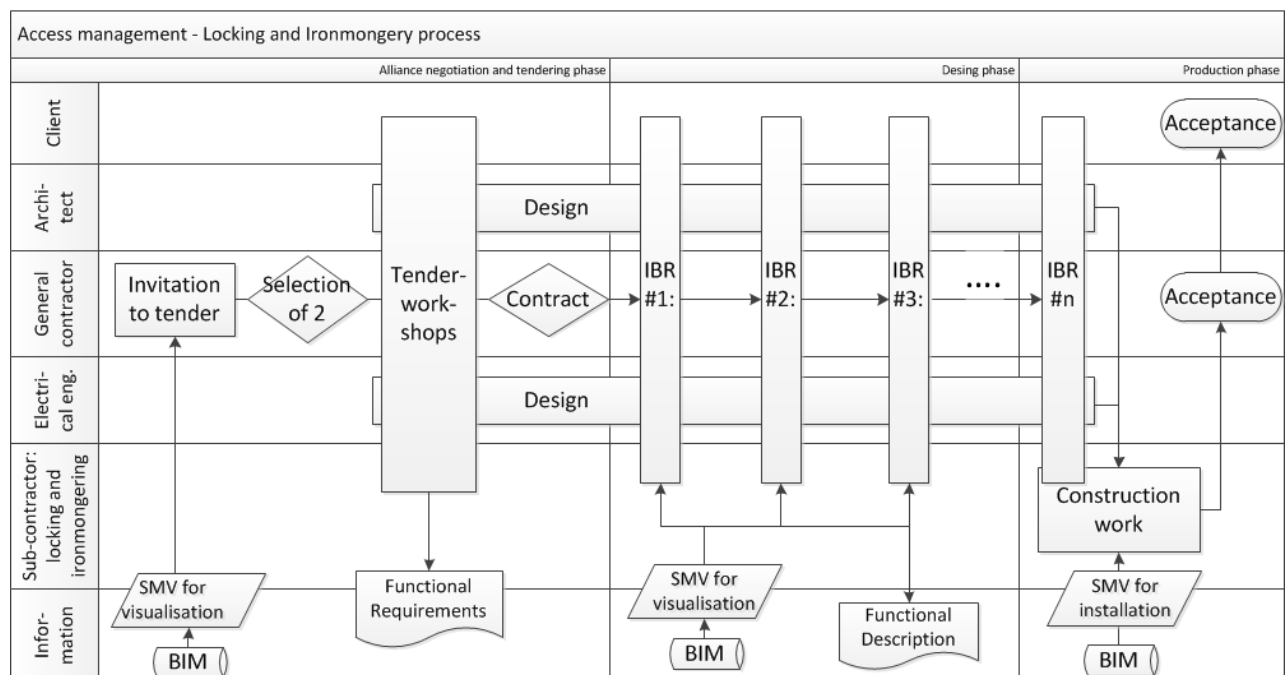 Access management - Locking and Ironmongery process
Alliance negotiation and tendering phase
Desing phase
Production phase
Client
Acceptance
Archi-
tect
Design
General
contractor
Invitation
to tender
Selection
of 2
Tender-
work-
shops
Contract
IBR
#1:
IBR
#2:
IBR
#3:
....
IBR
#n
Acceptance
Electri-
cal eng.
Design
Sub-contractor:
locking and
ironmongering
Construction
work
Infor-
mation
SMV for
visualisation
BIM
Functional
Requirements
SMV for
visualisation
BIM
Functional
Description
SMV for
installation
BIM